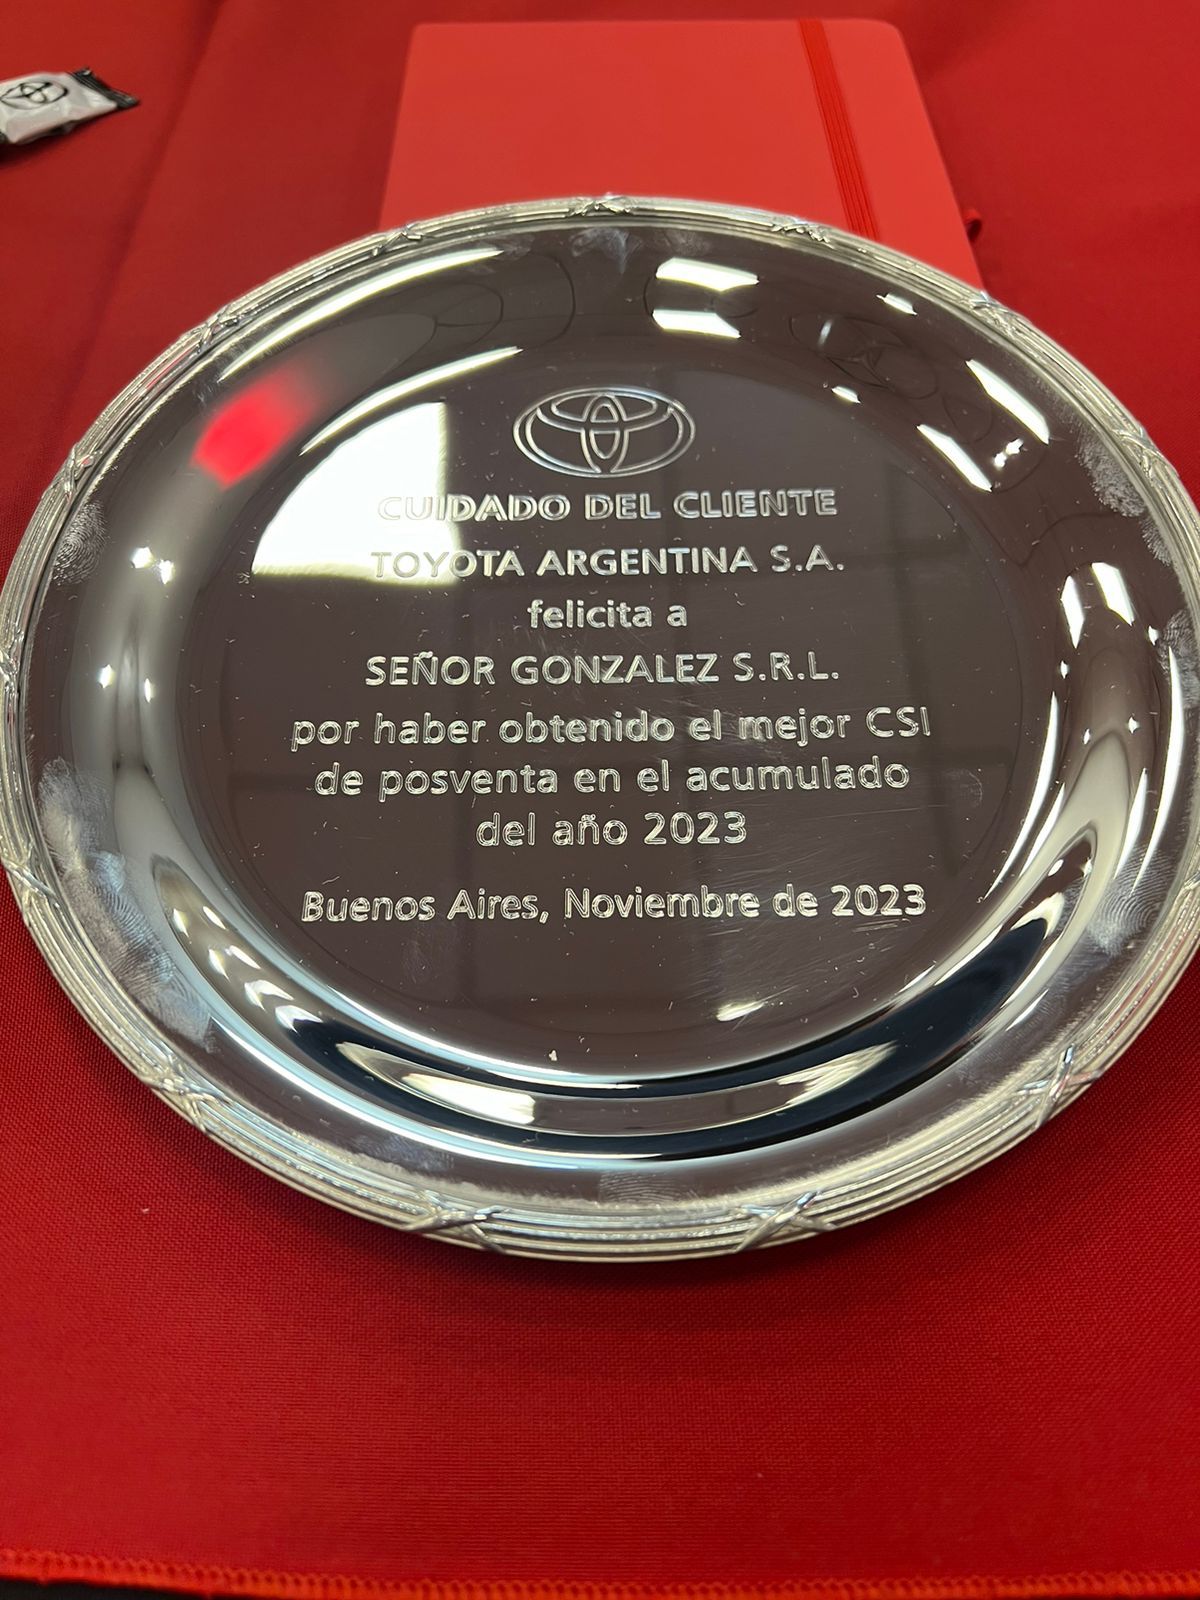 CUIDADO DEL CLIENTE
TOYOTA ARGENTINA S.A.
felicita a
SEÑOR GONZALEZ S.R.L.
por haber obtenido el mejor CSI
de posventa en el acumulado
del año 2023
Buenos Aires, Noviembre de 2023